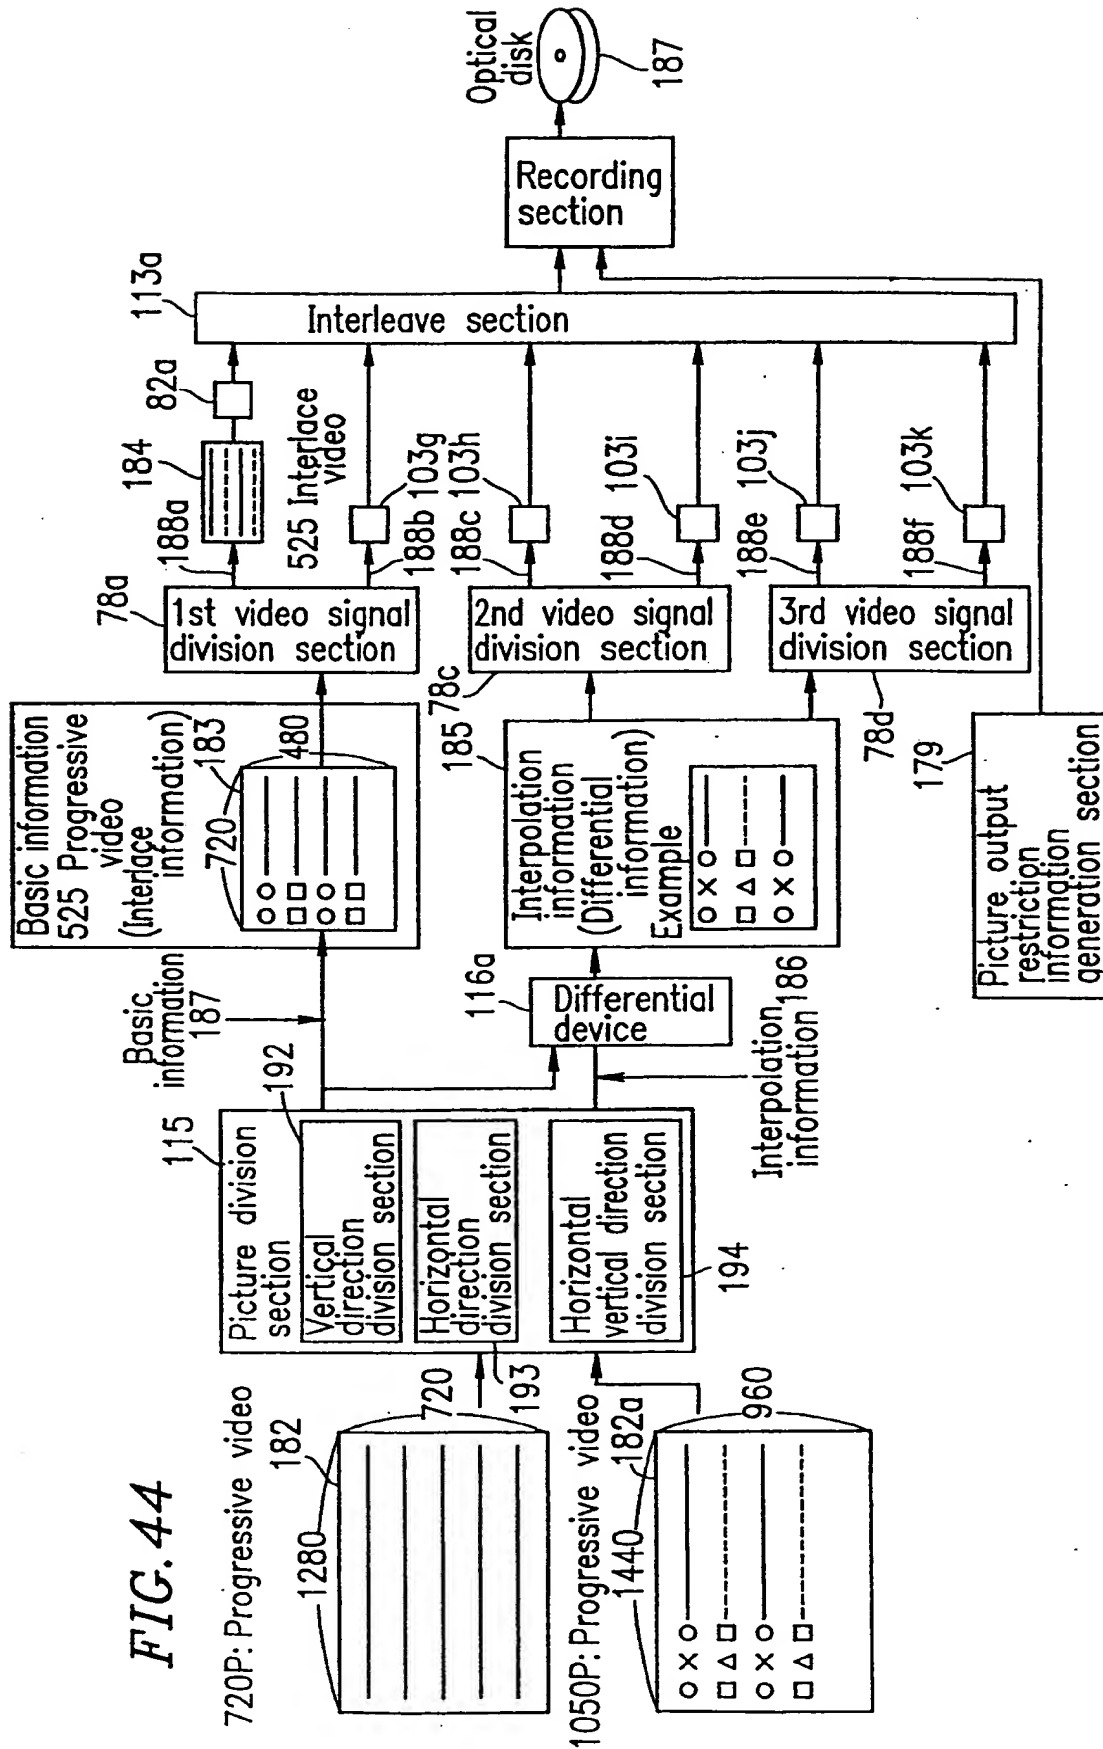 FIG. 44
720P: Progressive video
1280
182
720
1050P: Progressive video
1440
182a
960
115
Picture division
section
192
Vertical
direction
division section
Horizontal
direction
division section
193
Horizontal
vertical direction
division section
194
Basic
information
187
116a
Differential
device
Interpolation
information
186
Basic information
525 Progressive
video
(Interlace
information)
720
183
480
185
Interpolation
information
(Differential
information)
Example
179
Picture output
restriction
information
generation section
78a
1st video signal
division section
78c
2nd video signal
division section
3rd video signal
division section
78d
188a
184
82a
525 Interlace
video
188b
103g
188c
103h
188d
103i
188e
103j
188f
103k
113a
Interleave section
Recording
section
Optical
disk
187